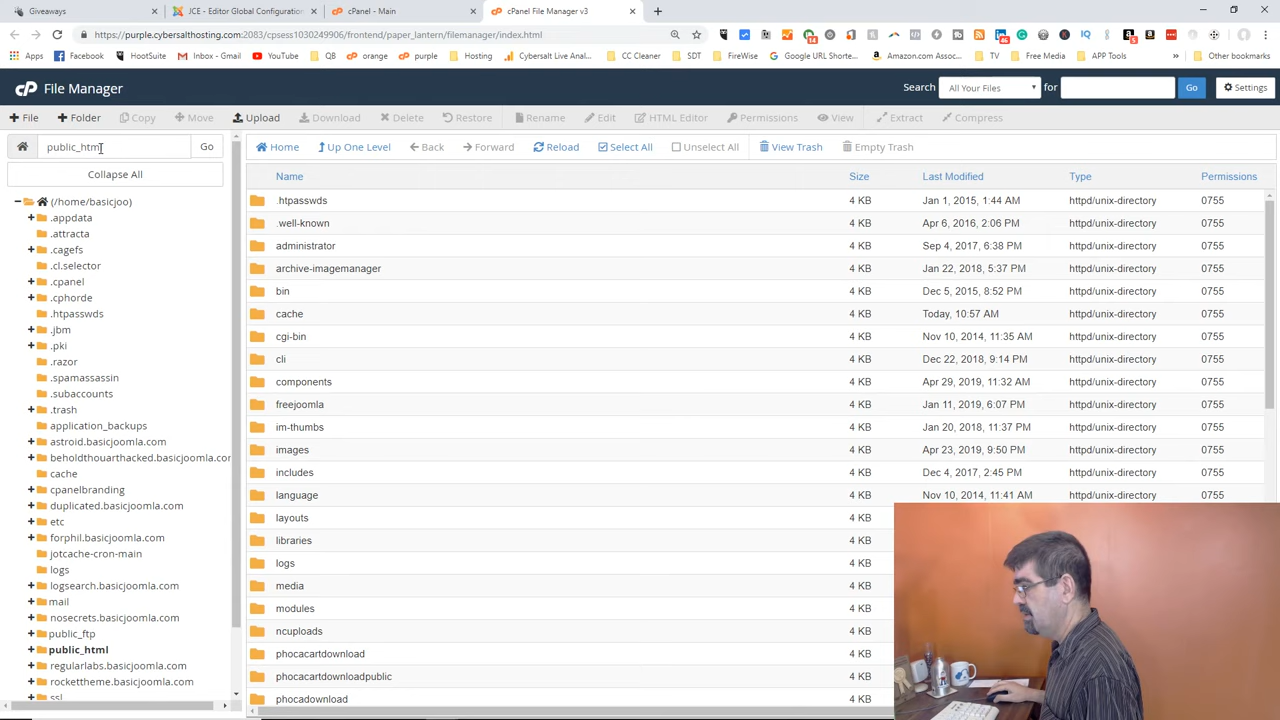 Giveaways
JCE - Editor Global Configuration
cPanel - Main
cPanel File Manager v3
https://purple.cybersalthosting.com:2083/cpsess1030249906/frontend/paper_lantern/filemanager/index.html
Apps Facebook HootSuite Inbox - Gmail YouTube QB orange purple Hosting Cybersalt Live Anal... CC Cleaner SDT FireWise Google URL Shorte... Amazon.com Assoc... TV Free Media APP Tools » Other bookmarks
cP File Manager
Search All Your Files for Go Settings
File Folder Copy Move Upload Download Delete Restore Rename Edit HTML Editor Permissions View Extract Compress
public_html Go
Home Up One Level Back Forward Reload Select All Unselect All View Trash Empty Trash
Collapse All
(/home/basicjoo)
.appdata
.attracta
.cagefs
.cl.selector
.cpanel
.cphorde
.htpasswds
.jbm
.pki
.razor
.spamassassin
.subaccounts
.trash
application_backups
astroid.basicjoomla.com
beholdthouarthacked.basicjoomla.cor
cache
cpanelbranding
duplicated.basicjoomla.com
etc
forphil.basicjoomla.com
jotcache-cron-main
logs
logsearch.basicjoomla.com
mail
nosecrets.basicjoomla.com
public_ftp
public_html
regularlabs.basicjoomla.com
rockettheme.basicjoomla.com
ssl
Name Size Last Modified Type Permissions
.htpasswds 4 KB Jan 1, 2015, 1:44 AM httpd/unix-directory 0755
.well-known 4 KB Apr 6, 2016, 2:06 PM httpd/unix-directory 0755
administrator 4 KB Sep 4, 2017, 6:38 PM httpd/unix-directory 0755
archive-imagemanager 4 KB Jan 22, 2018, 5:37 PM httpd/unix-directory 0755
bin 4 KB Dec 5, 2015, 8:52 PM httpd/unix-directory 0755
cache 4 KB Today, 10:57 AM httpd/unix-directory 0755
cgi-bin 4 KB Nov 10, 2014, 11:35 AM httpd/unix-directory 0755
cli 4 KB Dec 22, 2018, 9:14 PM httpd/unix-directory 0755
components 4 KB Apr 29, 2019, 11:32 AM httpd/unix-directory 0755
freejoomla 4 KB Jan 11, 2019, 6:07 PM httpd/unix-directory 0755
im-thumbs 4 KB Jan 20, 2018, 11:37 PM httpd/unix-directory 0755
images 4 KB Apr 23, 2019, 9:50 PM httpd/unix-directory 0755
includes 4 KB Dec 4, 2017, 2:45 PM httpd/unix-directory 0755
language 4 KB Nov 10, 2014, 11:41 AM httpd/unix-directory 0755
layouts 4 KB
libraries 4 KB
logs 4 KB
media 4 KB
modules 4 KB
ncuploads 4 KB
phocacartdownload 4 KB
phocacartdownloadpublic 4 KB
phocadownload 4 KB